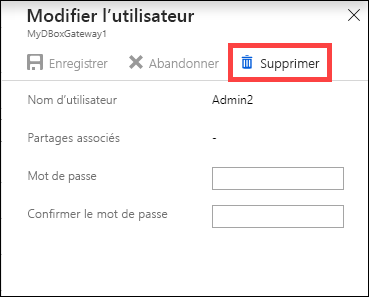 Modifier l’utilisateur
MyDBoxGateway1
Enregistrer Abandonner Supprimer
Nom d’utilisateur Admin2
Partages associés -
Mot de passe
Confirmer le mot de passe